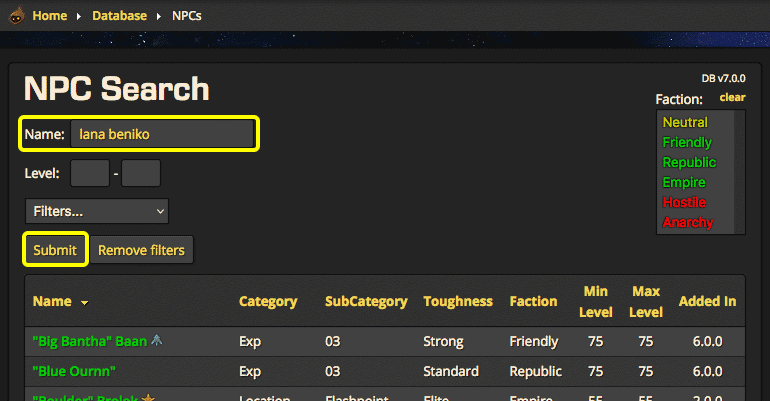 Home Database NPCs
NPC Search
DB v7.0.0
Faction: clear
Name: lana beniko
Neutral
Friendly
Republic
Empire
Hostile
Anarchy
Level: -
Filters...
Submit Remove filters
Name Category SubCategory Toughness Faction Min Level Max Level Added In
"Big Bantha" Baan Exp 03 Strong Friendly 75 75 6.0.0
"Blue Ournn" Exp 03 Standard Republic 75 75 6.0.0
"Boulder" Brolok Location Flashpoint Elite Empire 55 55 2.0.0